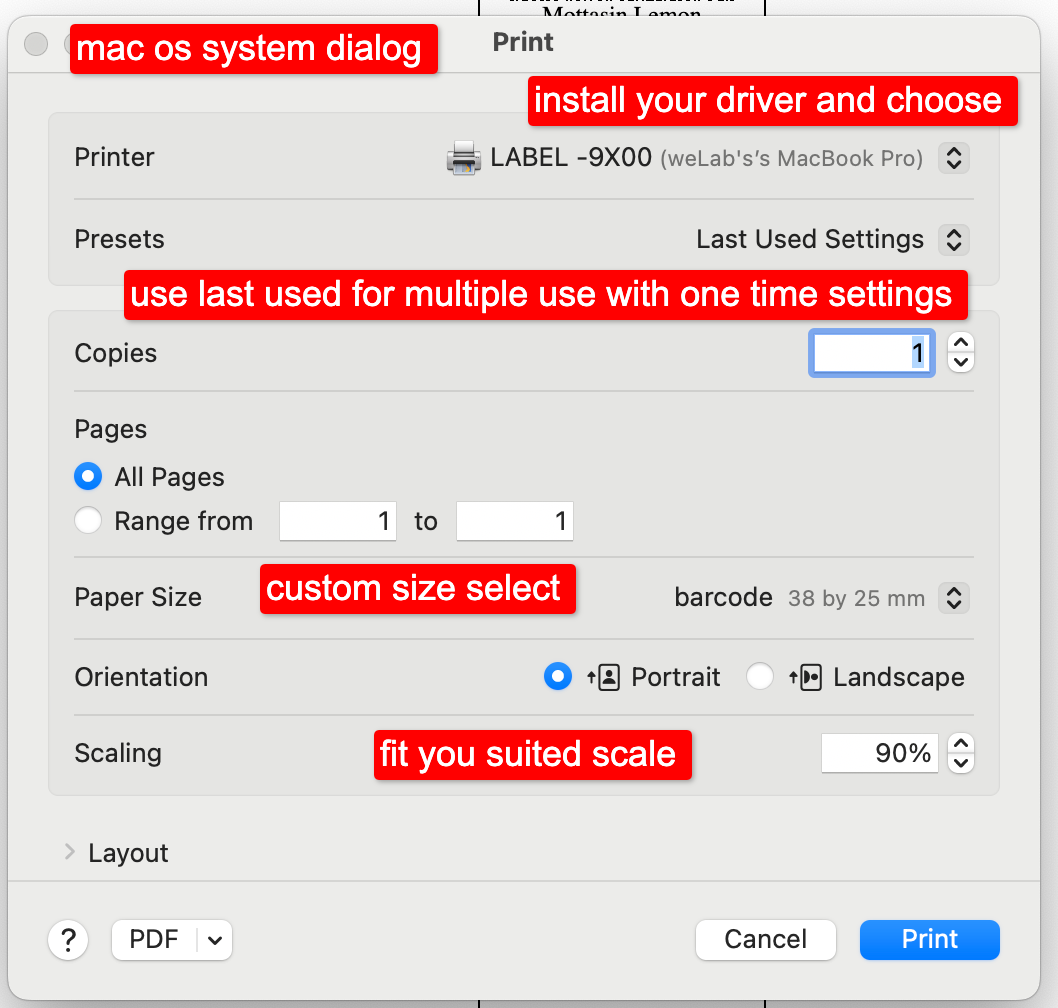 Mottasin Lemon
mac os system dialog
Print
install your driver and choose
Printer LABEL -9X00 (weLab's's MacBook Pro)
Presets Last Used Settings
use last used for multiple use with one time settings
Copies 1
Pages
All Pages
Range from 1 to 1
Paper Size custom size select barcode 38 by 25 mm
Orientation Portrait Landscape
Scaling fit you suited scale 90%
Layout
? PDF Cancel Print